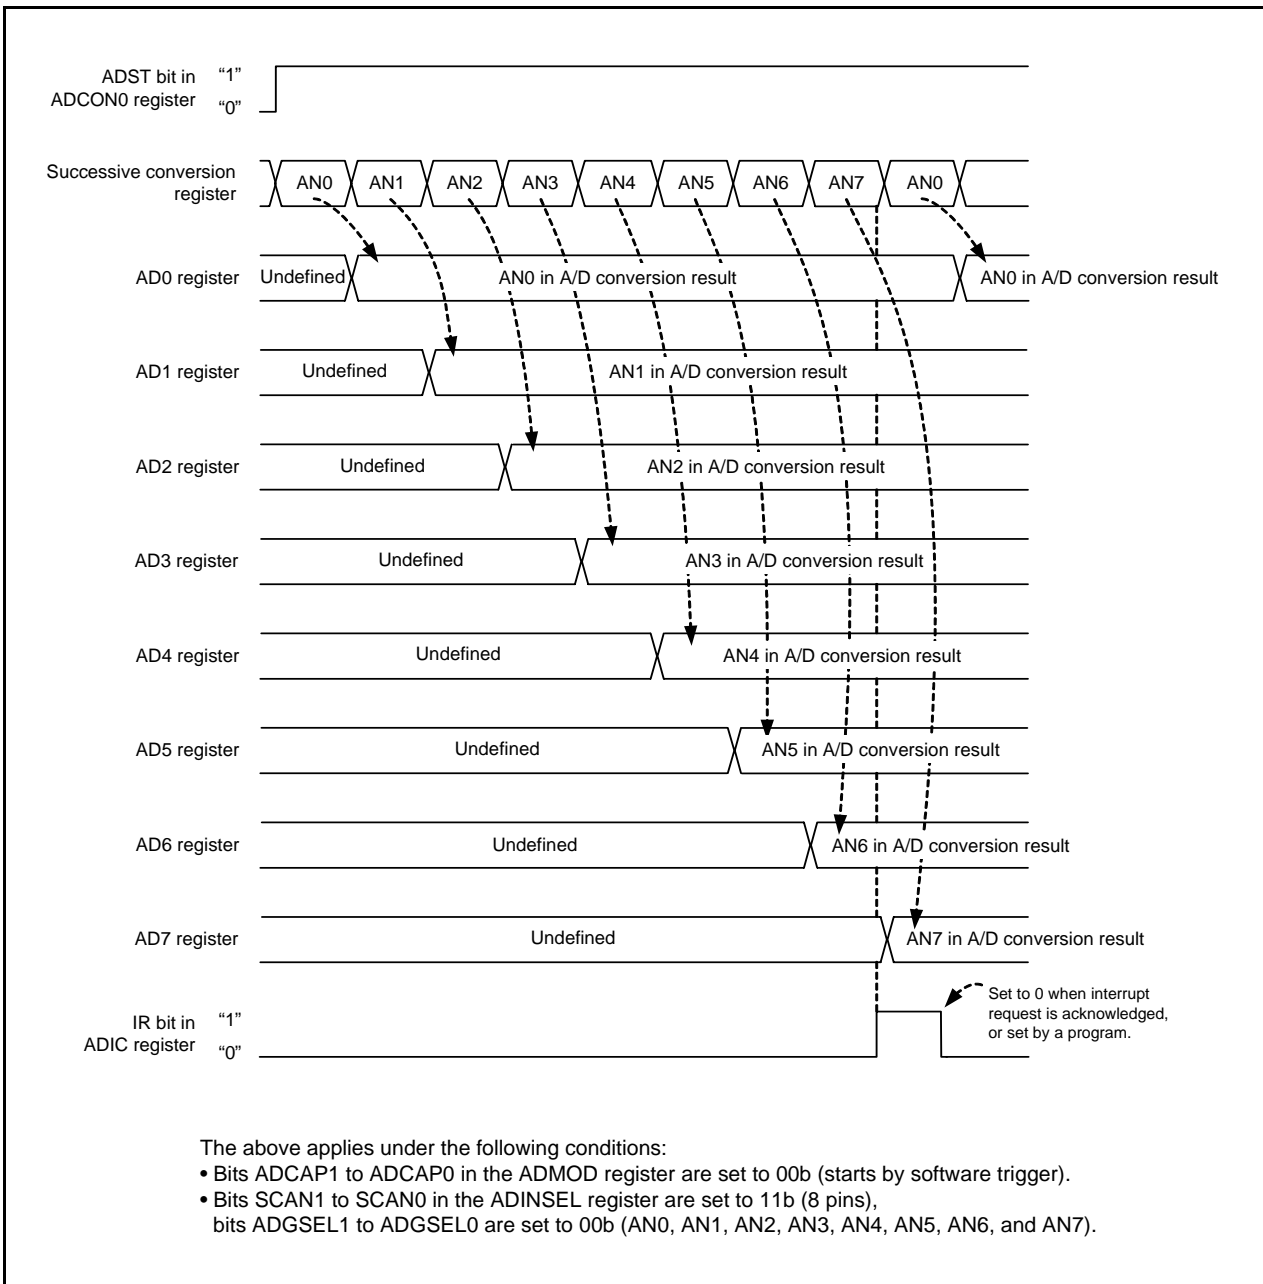 ADST bit in “1”
ADCON0 register “0”
Successive conversion
register
AN0 AN1 AN2 AN3 AN4 AN5 AN6 AN7 AN0
AD0 register Undefined AN0 in A/D conversion result AN0 in A/D conversion result
AD1 register Undefined AN1 in A/D conversion result
AD2 register Undefined AN2 in A/D conversion result
AD3 register Undefined AN3 in A/D conversion result
AD4 register Undefined AN4 in A/D conversion result
AD5 register Undefined AN5 in A/D conversion result
AD6 register Undefined AN6 in A/D conversion result
AD7 register Undefined AN7 in A/D conversion result
IR bit in “1”
ADIC register “0”
Set to 0 when interrupt
request is acknowledged,
or set by a program.
The above applies under the following conditions:
• Bits ADCAP1 to ADCAP0 in the ADMOD register are set to 00b (starts by software trigger).
• Bits SCAN1 to SCAN0 in the ADINSEL register are set to 11b (8 pins),
bits ADGSEL1 to ADGSEL0 are set to 00b (AN0, AN1, AN2, AN3, AN4, AN5, AN6, and AN7).